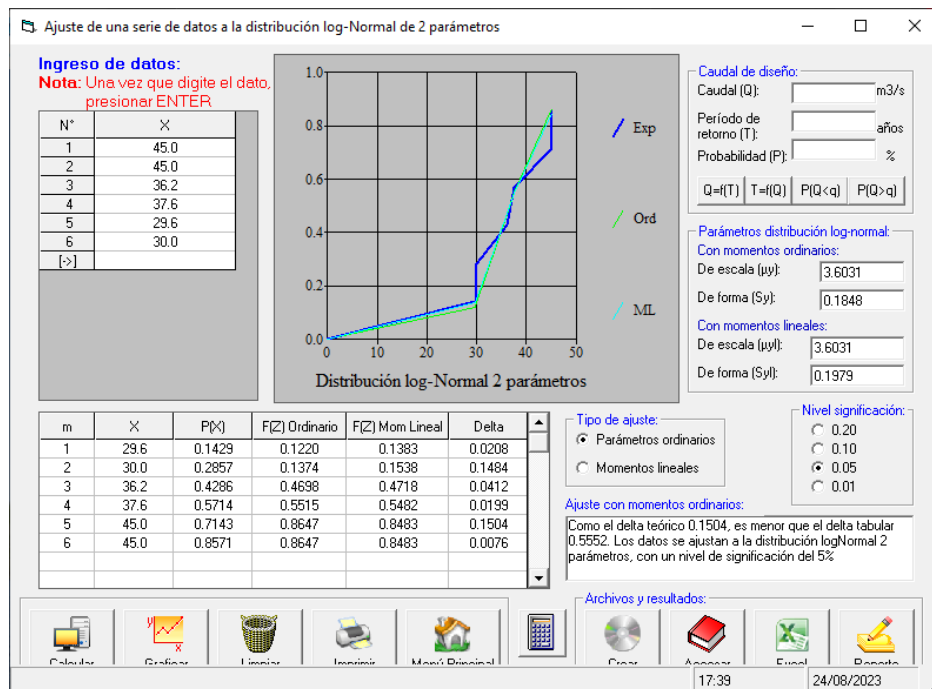 Ajuste de una serie de datos a la distribución log-Normal de 2 parámetros
Ingreso de datos:
Nota: Una vez que digite el dato,
presionar ENTER
N° X
1 45.0
2 45.0
3 36.2
4 37.6
5 29.6
6 30.0
[->]
1.0
0.8
0.6
0.4
0.2
0.0
0 10 20 30 40 50
Exp
Ord
ML
Distribución log-Normal 2 parámetros
Caudal de diseño:
Caudal (Q): m3/s
Período de
retorno (T): años
Probabilidad (P): %
Q=f(T) T=f(Q) P(Q<q) P(Q>q)
Parámetros distribución log-normal:
Con momentos ordinarios:
De escala (µy): 3.6031
De forma (Sy): 0.1848
Con momentos lineales:
De escala (µyl): 3.6031
De forma (Syl): 0.1979
m X P(X) F(Z) Ordinario F(Z) Mom Lineal Delta
1 29.6 0.1429 0.1220 0.1383 0.0208
2 30.0 0.2857 0.1374 0.1538 0.1484
3 36.2 0.4286 0.4698 0.4718 0.0412
4 37.6 0.5714 0.5515 0.5482 0.0199
5 45.0 0.7143 0.8647 0.8483 0.1504
6 45.0 0.8571 0.8647 0.8483 0.0076
Tipo de ajuste:
Parámetros ordinarios
Momentos lineales
Nivel significación:
0.20
0.10
0.05
0.01
Ajuste con momentos ordinarios:
Como el delta teórico 0.1504, es menor que el delta tabular
0.5552. Los datos se ajustan a la distribución logNormal 2
parámetros, con un nivel de significación del 5%
Archivos y resultados:
Calcular Graficar Limpiar Imprimir Menú Principal Crear Accesar Excel Reporte
17:39 24/08/2023